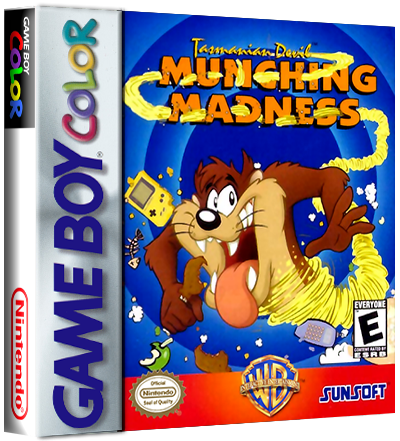 GAME BOY
COLOR
Nintendo
GAME BOY COLOR
Tasmanian Devil
MUNCHING
MADNESS
EVERYONE
E
CONTENT RATED BY
ESRB
Official
Nintendo
Seal of Quality
WB
SUNSOFT